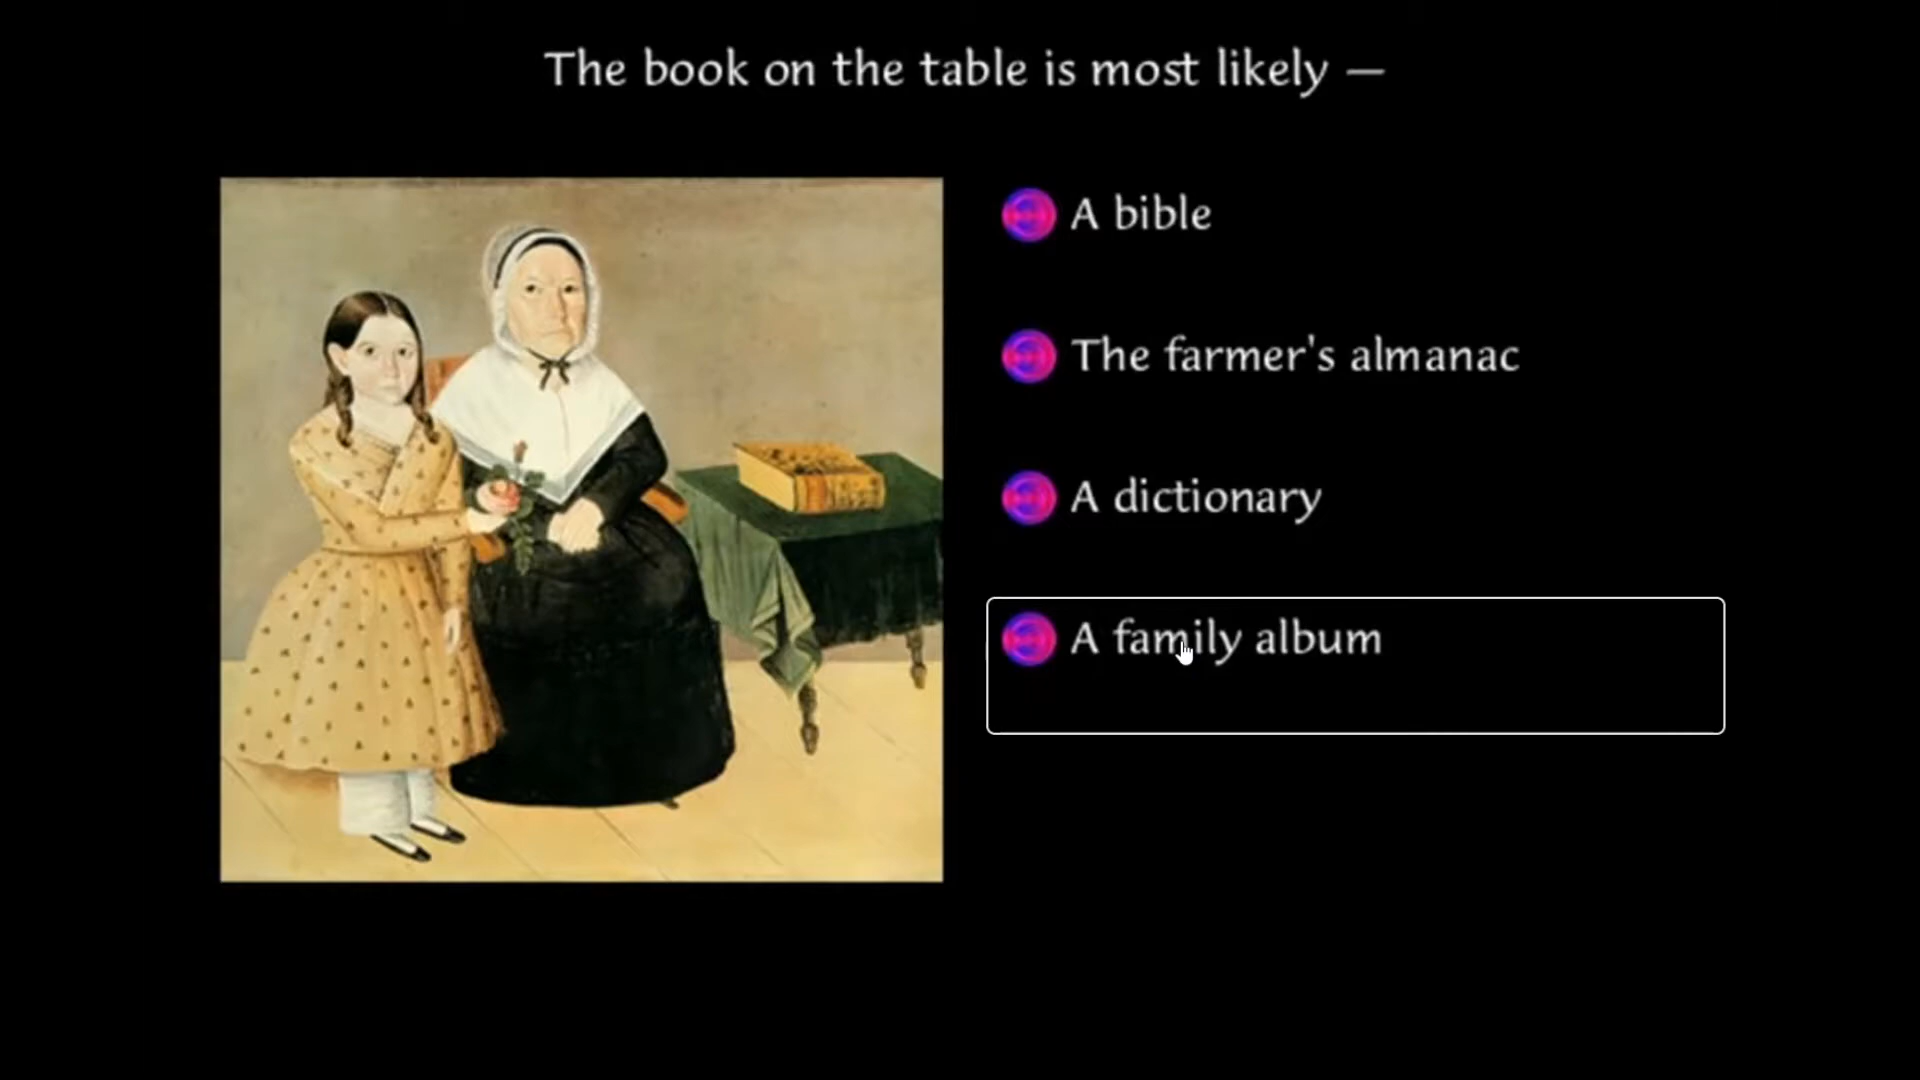 The book on the table is most likely —
A bible
The farmer's almanac
A dictionary
A family album